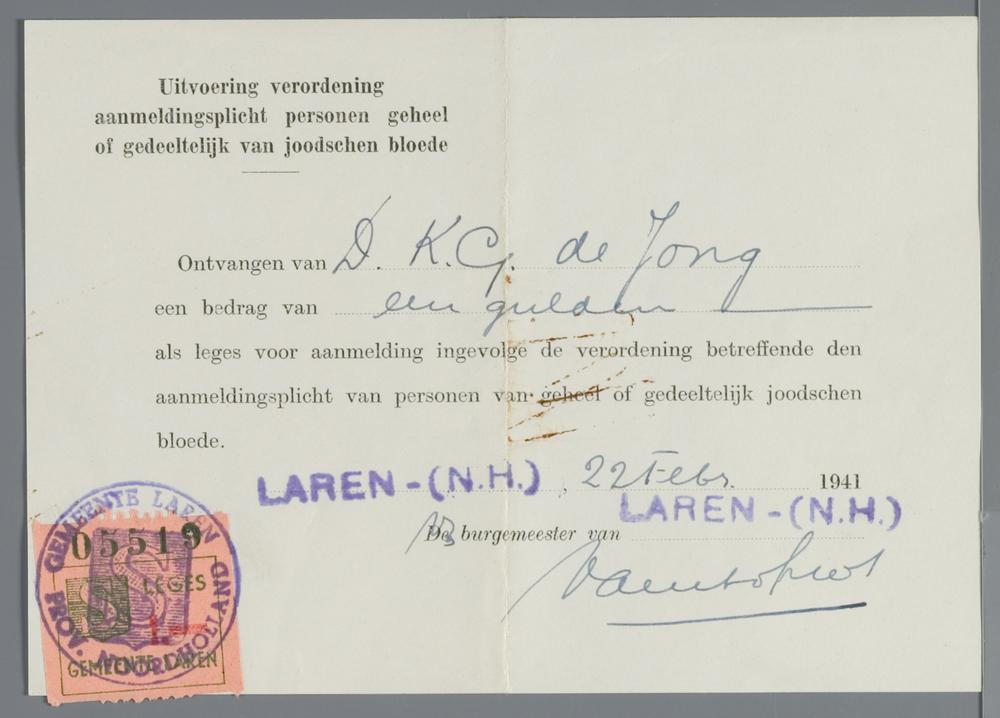 Uitvoering verordening
aanmeldingsplicht personen geheel
of gedeeltelijk van joodschen bloede
Ontvangen van D. K.G. de Jong
een bedrag van een gulden
als leges voor aanmelding ingevolge de verordening betreffende den
aanmeldingsplicht van personen van geheel of gedeeltelijk joodschen
bloede.
LAREN-(N.H.), 22 Febr. 1941
De burgemeester van LAREN-(N.H.)
GEMEENTE LAREN
PROV. NOORDHOLLAND
05519
LEGES
1.-
GEMEENTE LAREN